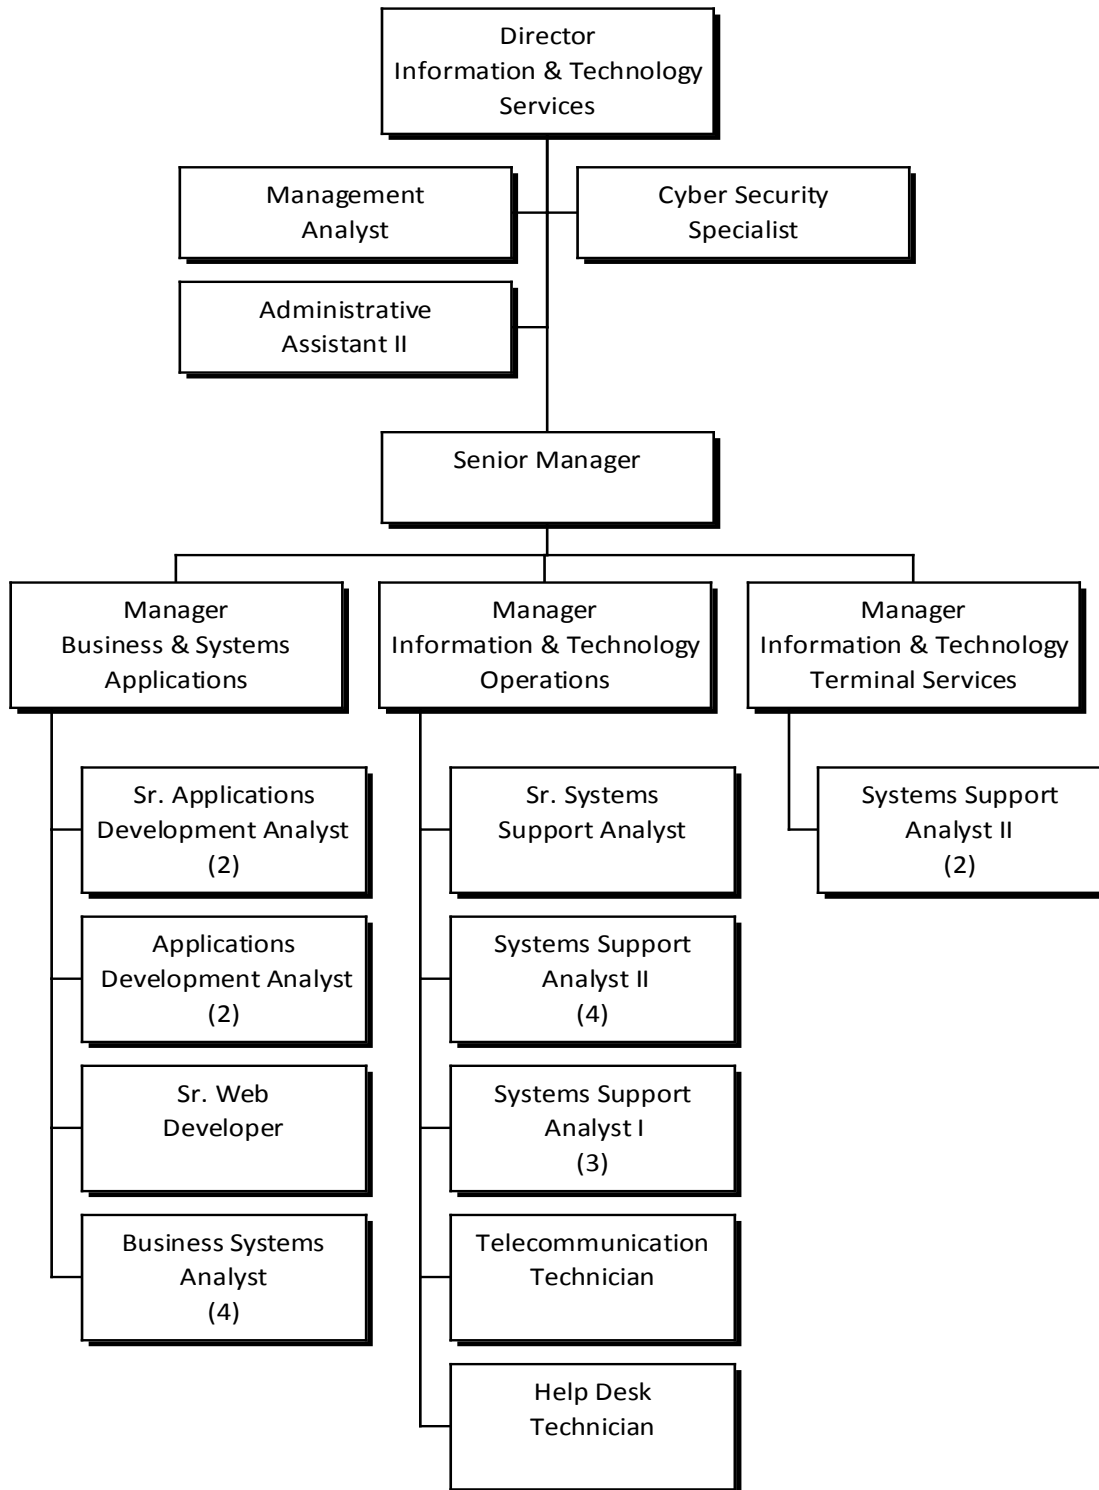 Director
Information & Technology
Services
Management
Analyst
Cyber Security
Specialist
Administrative
Assistant II
Senior Manager
Manager
Business & Systems
Applications
Manager
Information & Technology
Operations
Manager
Information & Technology
Terminal Services
Sr. Applications
Development Analyst
(2)
Applications
Development Analyst
(2)
Sr. Web
Developer
Business Systems
Analyst
(4)
Sr. Systems
Support Analyst
Systems Support
Analyst II
(4)
Systems Support
Analyst I
(3)
Telecommunication
Technician
Help Desk
Technician
Systems Support
Analyst II
(2)